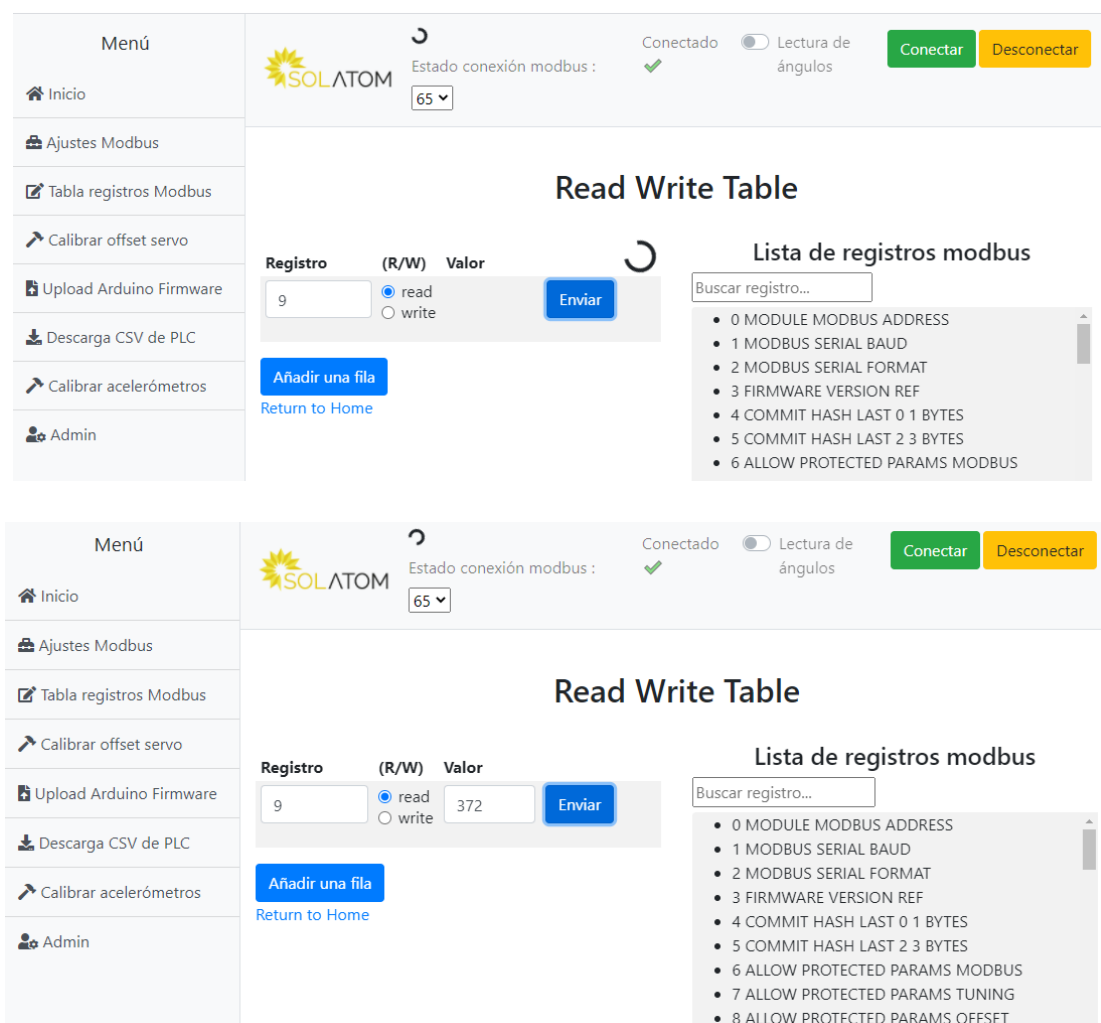 Menú
Inicio
Ajustes Modbus
Tabla registros Modbus
Calibrar offset servo
Upload Arduino Firmware
Descarga CSV de PLC
Calibrar acelerómetros
Admin
SOLATOM
Estado conexión modbus :
65
Conectado
Lectura de
ángulos
Conectar
Desconectar
Read Write Table
Registro (R/W) Valor
9
read
write
Enviar
Añadir una fila
Return to Home
Lista de registros modbus
Buscar registro...
0 MODULE MODBUS ADDRESS
1 MODBUS SERIAL BAUD
2 MODBUS SERIAL FORMAT
3 FIRMWARE VERSION REF
4 COMMIT HASH LAST 0 1 BYTES
5 COMMIT HASH LAST 2 3 BYTES
6 ALLOW PROTECTED PARAMS MODBUS
Menú
Inicio
Ajustes Modbus
Tabla registros Modbus
Calibrar offset servo
Upload Arduino Firmware
Descarga CSV de PLC
Calibrar acelerómetros
Admin
SOLATOM
Estado conexión modbus :
65
Conectado
Lectura de
ángulos
Conectar
Desconectar
Read Write Table
Registro (R/W) Valor
9
read
write
372
Enviar
Añadir una fila
Return to Home
Lista de registros modbus
Buscar registro...
0 MODULE MODBUS ADDRESS
1 MODBUS SERIAL BAUD
2 MODBUS SERIAL FORMAT
3 FIRMWARE VERSION REF
4 COMMIT HASH LAST 0 1 BYTES
5 COMMIT HASH LAST 2 3 BYTES
6 ALLOW PROTECTED PARAMS MODBUS
7 ALLOW PROTECTED PARAMS TUNING
8 ALLOW PROTECTED PARAMS OFFSET